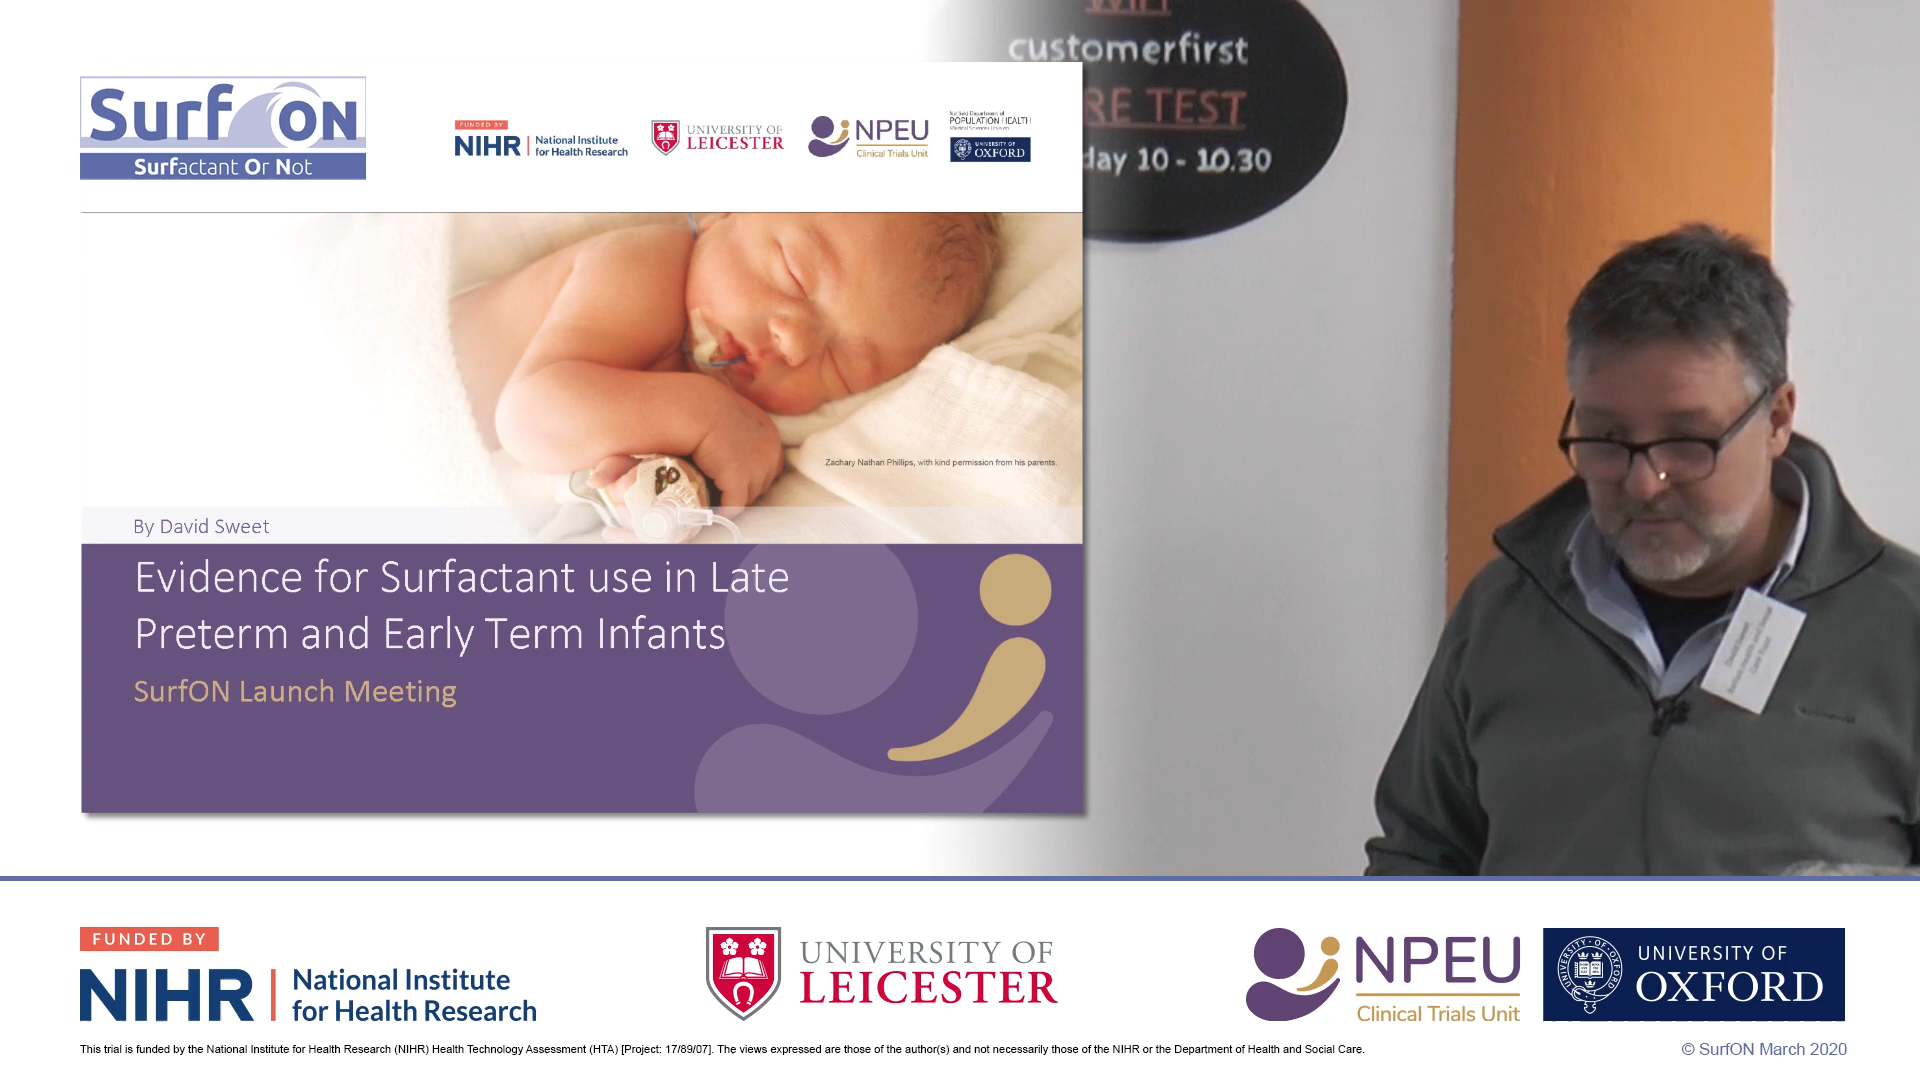 Surf ON
Surfactant Or Not
FUNDED BY
NIHR
National Institute
for Health Research
UNIVERSITY OF
LEICESTER
NPEU
Clinical Trials Unit
Nuffield Department of
POPULATION HEALTH
Medical Sciences Division
UNIVERSITY OF
OXFORD
customerfirst
RE TEST
day 10 - 10.30
Zachary Nathan Phillips, with kind permission from his parents.
By David Sweet
Evidence for Surfactant use in Late
Preterm and Early Term Infants
SurfON Launch Meeting
FUNDED BY
NIHR
National Institute
for Health Research
UNIVERSITY OF
LEICESTER
NPEU
Clinical Trials Unit
UNIVERSITY OF
OXFORD
This trial is funded by the National Institute for Health Research (NIHR) Health Technology Assessment (HTA) [Project: 17/89/07]. The views expressed are those of the author(s) and not necessarily those of the NIHR or the Department of Health and Social Care.
© SurfON March 2020